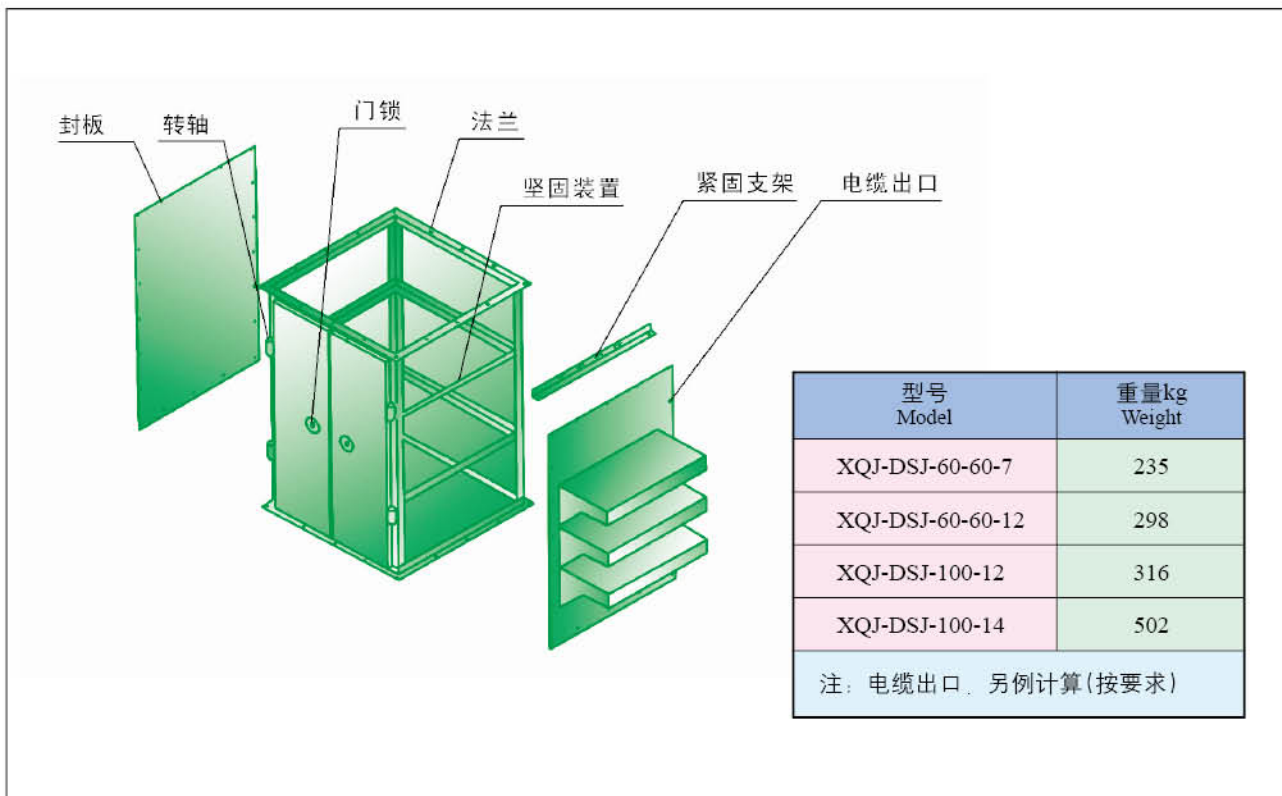 封板
转轴
门锁
法兰
坚固装置
紧固支架
电缆出口
型号 重量kg
Model Weight
XQJ-DSJ-60-60-7 235
XQJ-DSJ-60-60-12 298
XQJ-DSJ-100-12 316
XQJ-DSJ-100-14 502
注: 电缆出口. 另例计算(按要求)